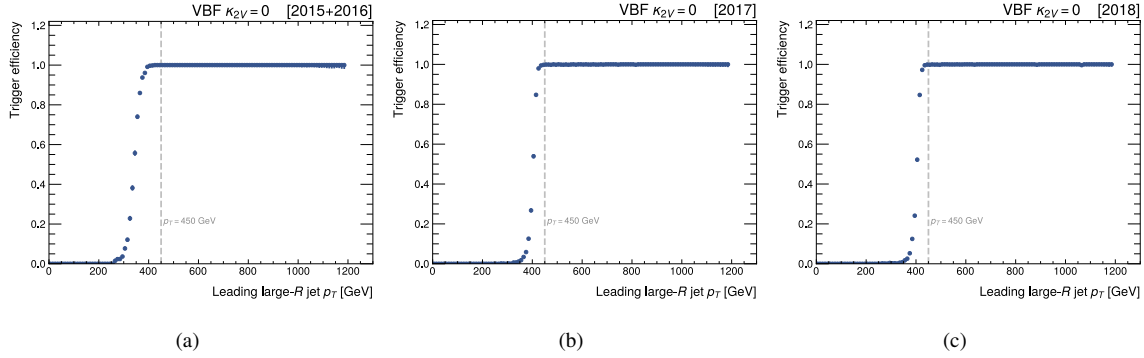 VBF κ2V = 0 [2015+2016]
Trigger efficiency
1.2
1.0
0.8
0.6
0.4
0.2
0.0
pT = 450 GeV
0 200 400 600 800 1000 1200
Leading large-R jet pT [GeV]
(a)
VBF κ2V = 0 [2017]
Trigger efficiency
1.2
1.0
0.8
0.6
0.4
0.2
0.0
pT = 450 GeV
0 200 400 600 800 1000 1200
Leading large-R jet pT [GeV]
(b)
VBF κ2V = 0 [2018]
Trigger efficiency
1.2
1.0
0.8
0.6
0.4
0.2
0.0
pT = 450 GeV
0 200 400 600 800 1000 1200
Leading large-R jet pT [GeV]
(c)